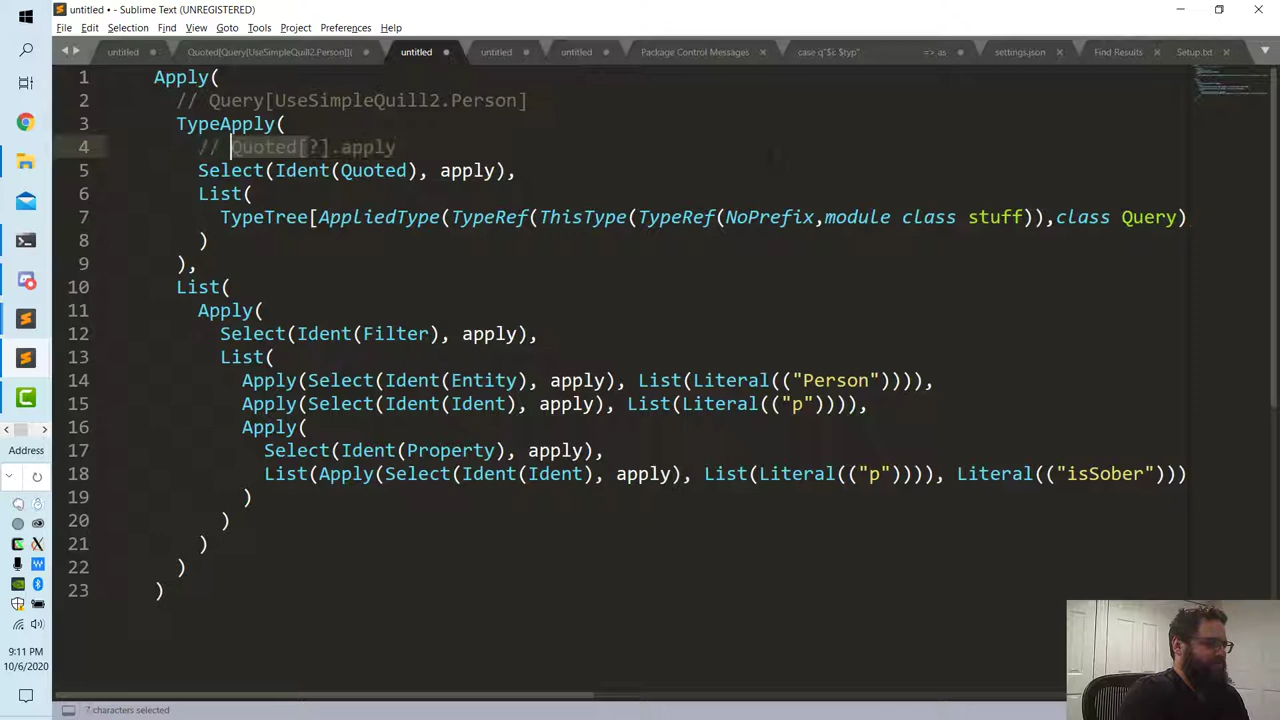 untitled • - Sublime Text (UNREGISTERED)
File Edit Selection Find View Goto Tools Project Preferences Help
untitled Quoted[Query[UseSimpleQuill2.Person]]( untitled untitled untitled Package Control Messages case q"$i: $typ" => as settings.json Find Results Setup.txt
1 Apply(
2 // Query[UseSimpleQuill2.Person]
3 TypeApply(
4 // Quoted[?].apply
5 Select(Ident(Quoted), apply),
6 List(
7 TypeTree[AppliedType(TypeRef(ThisType(TypeRef(NoPrefix,module class stuff)),class Query)
8 )
9 ),
10 List(
11 Apply(
12 Select(Ident(Filter), apply),
13 List(
14 Apply(Select(Ident(Entity), apply), List(Literal(("Person")))),
15 Apply(Select(Ident(Ident), apply), List(Literal(("p")))),
16 Apply(
17 Select(Ident(Property), apply),
18 List(Apply(Select(Ident(Ident), apply), List(Literal(("p")))), Literal(("isSober")))
19 )
20 )
21 )
22 )
23 )
Address
9:11 PM
10/6/2020
7 characters selected